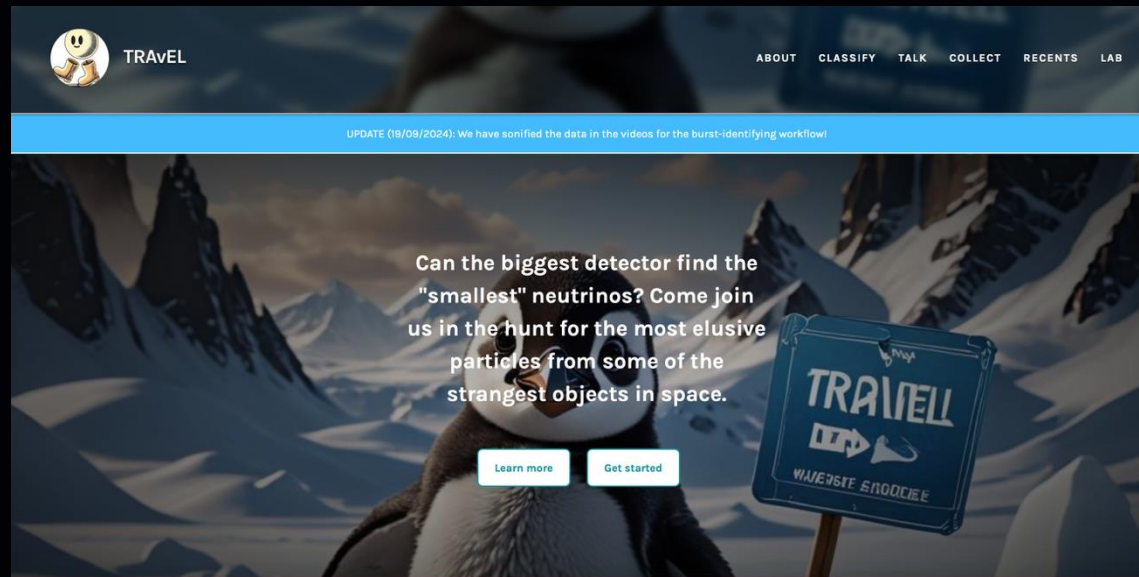 TRAvEL
ABOUT CLASSIFY TALK COLLECT RECENTS LAB
UPDATE (19/09/2024): We have sonified the data in the videos for the burst-identifying workflow!
Can the biggest detector find the
"smallest" neutrinos? Come join
us in the hunt for the most elusive
particles from some of the
strangest objects in space.
Learn more Get started